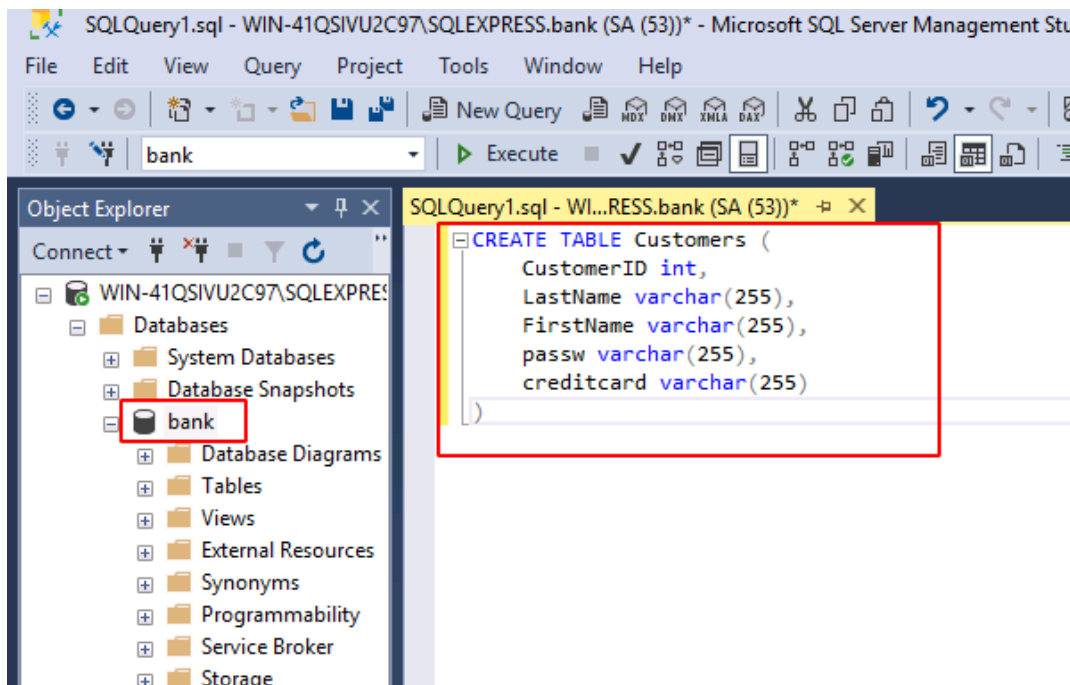 SQLQuery1.sql - WIN-41QSIVU2C97\SQLEXPRESS.bank (SA (53))* - Microsoft SQL Server Management Stu
File Edit View Query Project Tools Window Help
New Query MDX DMX XMLA DAX
bank Execute
Object Explorer
Connect
WIN-41QSIVU2C97\SQLEXPRES
Databases
System Databases
Database Snapshots
bank
Database Diagrams
Tables
Views
External Resources
Synonyms
Programmability
Service Broker
Storage
SQLQuery1.sql - WI...RESS.bank (SA (53))*
CREATE TABLE Customers (
CustomerID int,
LastName varchar(255),
FirstName varchar(255),
passw varchar(255),
creditcard varchar(255)
)